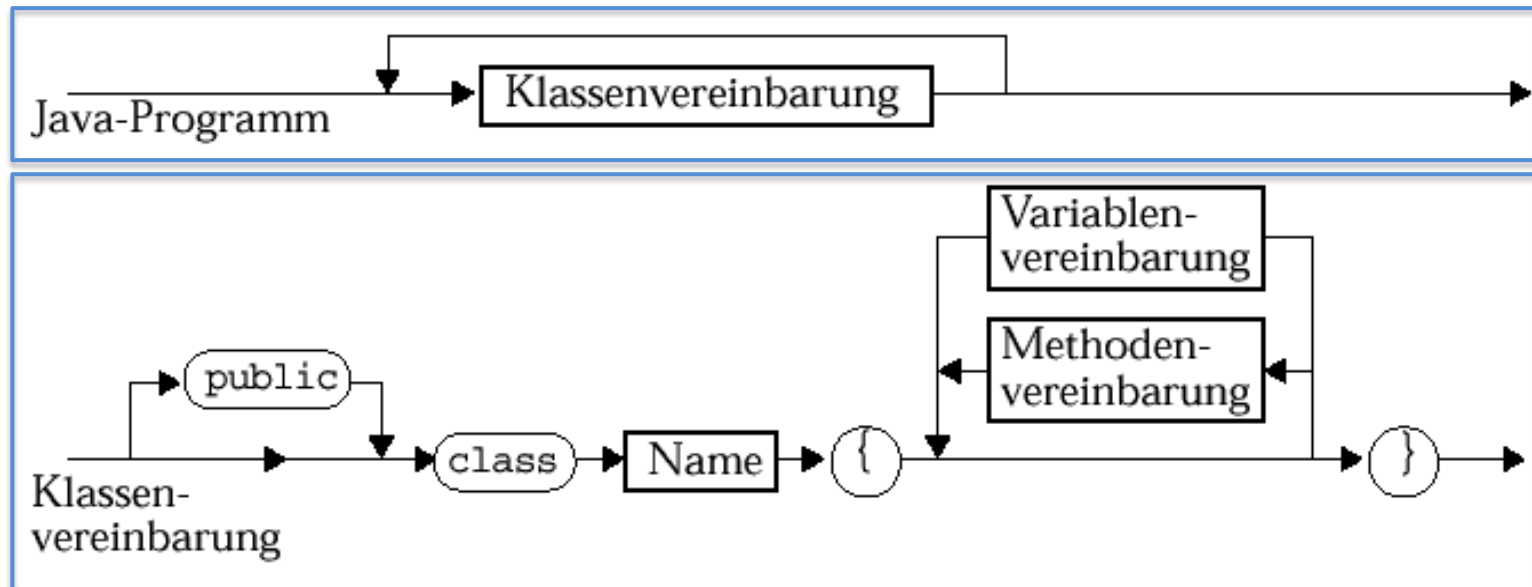 Klassenvereinbarung
Java-Programm
Variablen-
vereinbarung
Methoden-
vereinbarung
public
class
Name
{
}
Klassen-
vereinbarung